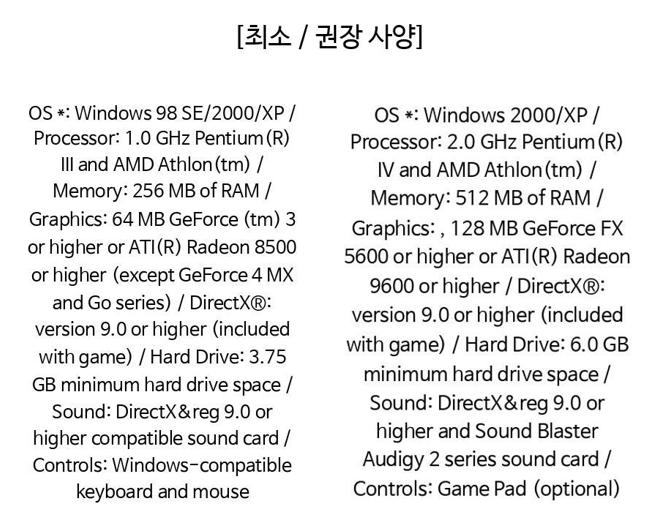 [최소 / 권장 사양]
OS *: Windows 98 SE/2000/XP /
Processor: 1.0 GHz Pentium(R)
III and AMD Athlon(tm) /
Memory: 256 MB of RAM /
Graphics: 64 MB GeForce (tm) 3
or higher or ATI(R) Radeon 8500
or higher (except GeForce 4 MX
and Go series) / DirectX®:
version 9.0 or higher (included
with game) / Hard Drive: 3.75
GB minimum hard drive space /
Sound: DirectX&reg 9.0 or
higher compatible sound card /
Controls: Windows-compatible
keyboard and mouse
OS *: Windows 2000/XP /
Processor: 2.0 GHz Pentium(R)
IV and AMD Athlon(tm) /
Memory: 512 MB of RAM /
Graphics: , 128 MB GeForce FX
5600 or higher or ATI(R) Radeon
9600 or higher / DirectX®:
version 9.0 or higher (included
with game) / Hard Drive: 6.0 GB
minimum hard drive space /
Sound: DirectX&reg 9.0 or
higher and Sound Blaster
Audigy 2 series sound card /
Controls: Game Pad (optional)